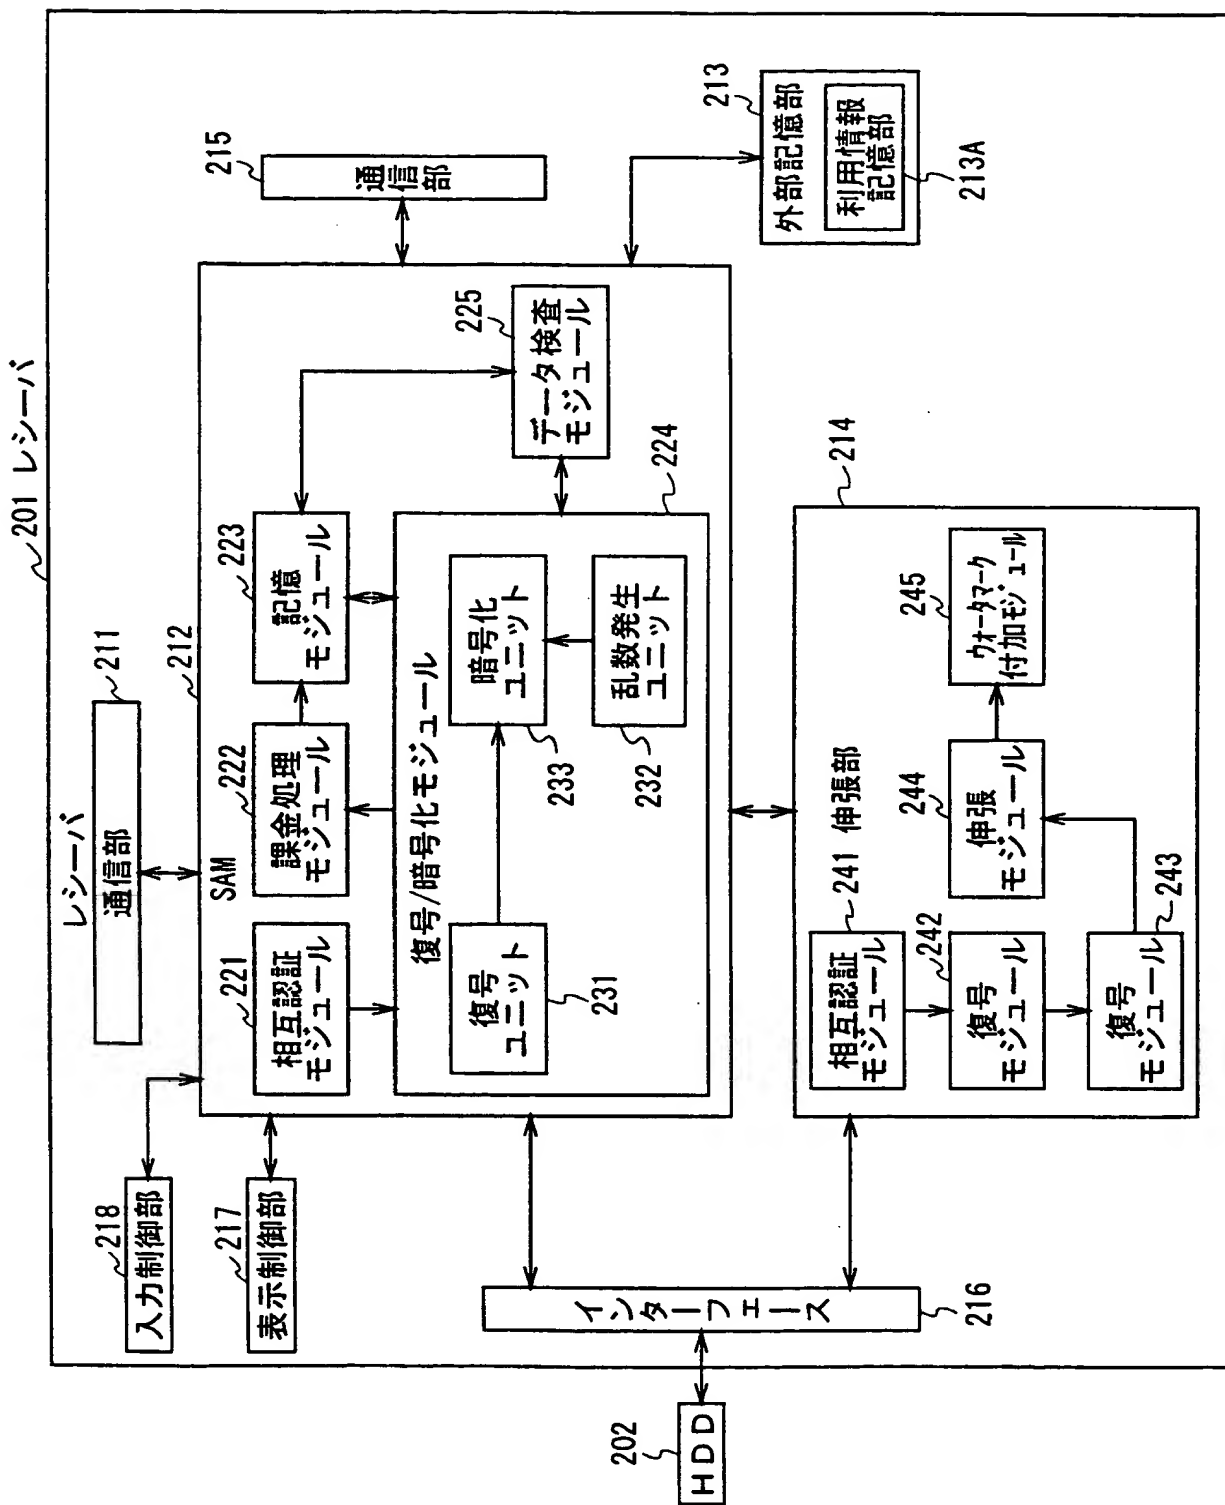 201 レシーバ
レシーバ
211
通信部
218
入力制御部
217
表示制御部
212
SAM
221
相互認証
モジュール
222
課金処理
モジュール
223
記憶
モジュール
215
通信部
復号/暗号化モジュール
224
復号
ユニット
231
暗号化
ユニット
233
乱数発生
ユニット
232
225
データ検査
モジュール
213
外部記憶部
利用情報
記憶部
213A
214
伸張部
241
相互認証
モジュール
242
復号
モジュール
243
復号
モジュール
244
伸張
モジュール
245
ウォータマーク
付加モジュール
インターフェース
216
202
HDD